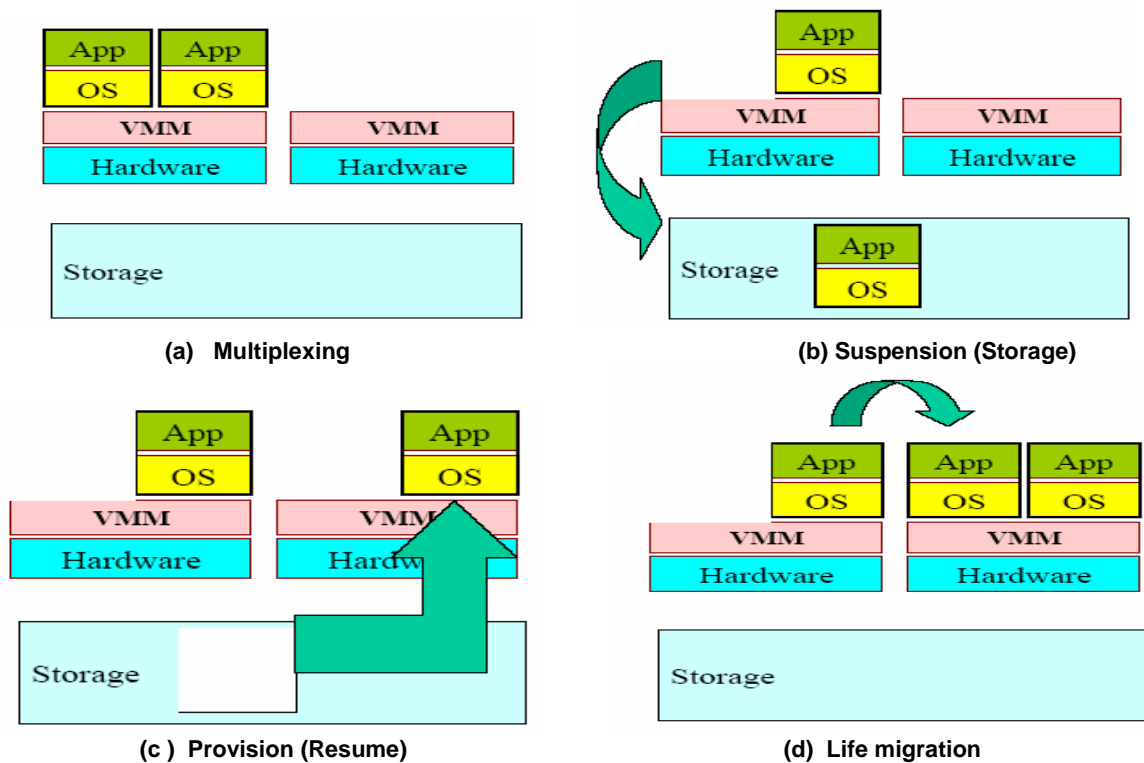 App App
OS OS
VMM VMM
Hardware Hardware
Storage
(a) Multiplexing
App
OS
VMM VMM
Hardware Hardware
App
Storage
OS
(b) Suspension (Storage)
App App
OS OS
VMM VMM
Hardware Hardware
Storage
(c ) Provision (Resume)
App App App
OS OS OS
VMM VMM
Hardware Hardware
Storage
(d) Life migration